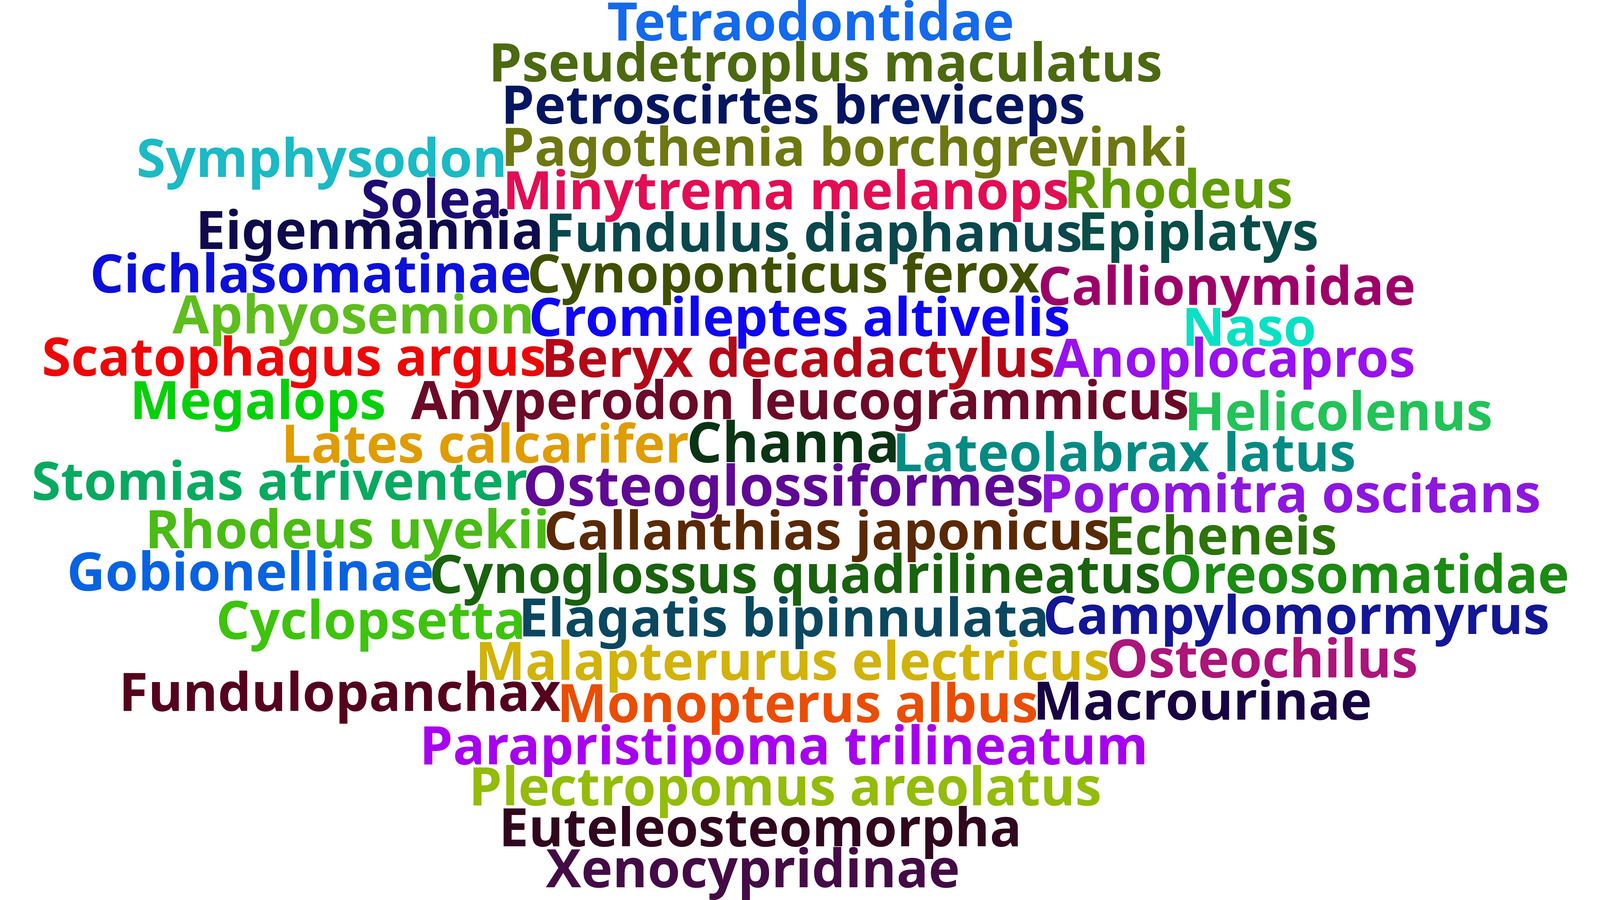 Tetraodontidae
Pseudetroplus maculatus
Petroscirtes breviceps
Symphysodon Pagothenia borchgrevinki
Solea Minytrema melanops Rhodeus
Eigenmannia Fundulus diaphanus Epiplatys
Cichlasomatinae Cynoponticus ferox Callionymidae
Aphyosemion Cromileptes altivelis Naso
Scatophagus argus Beryx decadactylus Anoplocapros
Megalops Anyperodon leucogrammicus Helicolenus
Lates calcarifer Channa Lateolabrax latus
Stomias atriventer Osteoglossiformes Poromitra oscitans
Rhodeus uyekii Callanthias japonicus Echeneis
Gobionellinae Cynoglossus quadrilineatus Oreosomatidae
Cyclopsetta Elagatis bipinnulata Campylomormyrus
Malapterurus electricus Osteochilus
Fundulopanchax Monopterus albus Macrourinae
Parapristipoma trilineatum
Plectropomus areolatus
Euteleosteomorpha
Xenocypridinae